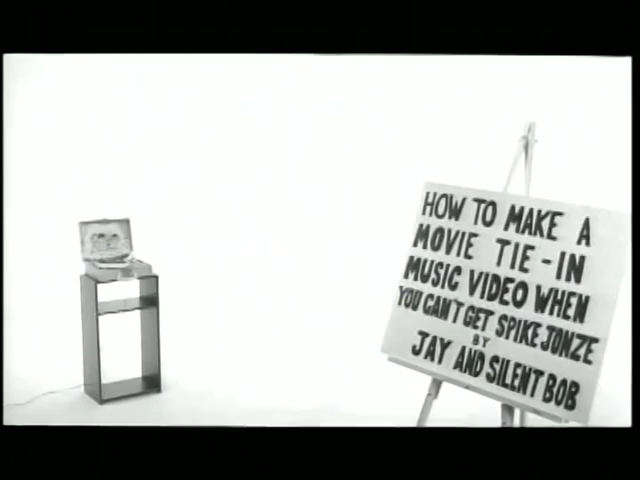 HOW TO MAKE A
MOVIE TIE-IN
MUSIC VIDEO WHEN
YOU CAN'T GET SPIKE JONZE
BY
JAY AND SILENT BOB